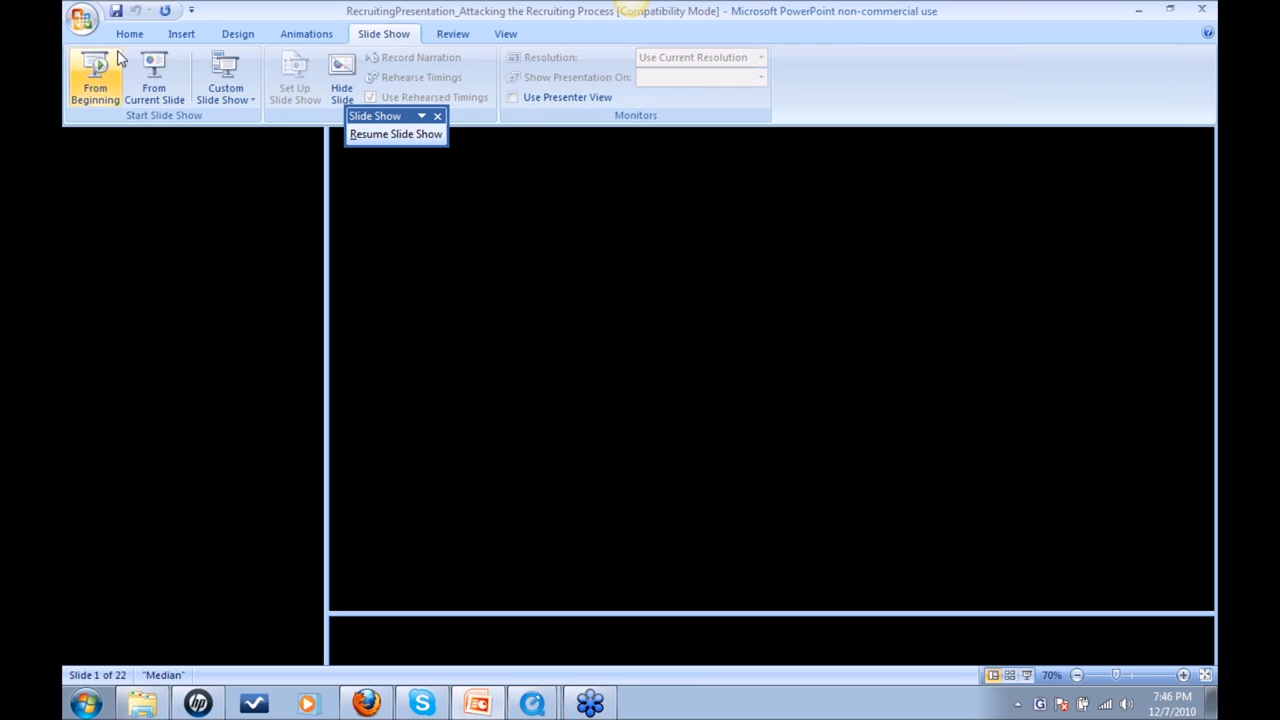 RecruitingPresentation_Attacking the Recruiting Process [Compatibility Mode] - Microsoft PowerPoint non-commercial use
Home Insert Design Animations Slide Show Review View
From Beginning
From Current Slide
Custom Slide Show
Set Up Slide Show
Hide Slide
Record Narration
Rehearse Timings
Use Rehearsed Timings
Resolution: Use Current Resolution
Show Presentation On:
Use Presenter View
Start Slide Show
Monitors
Slide Show
Resume Slide Show
Slide 1 of 22 "Median" 70%
7:46 PM
12/7/2010